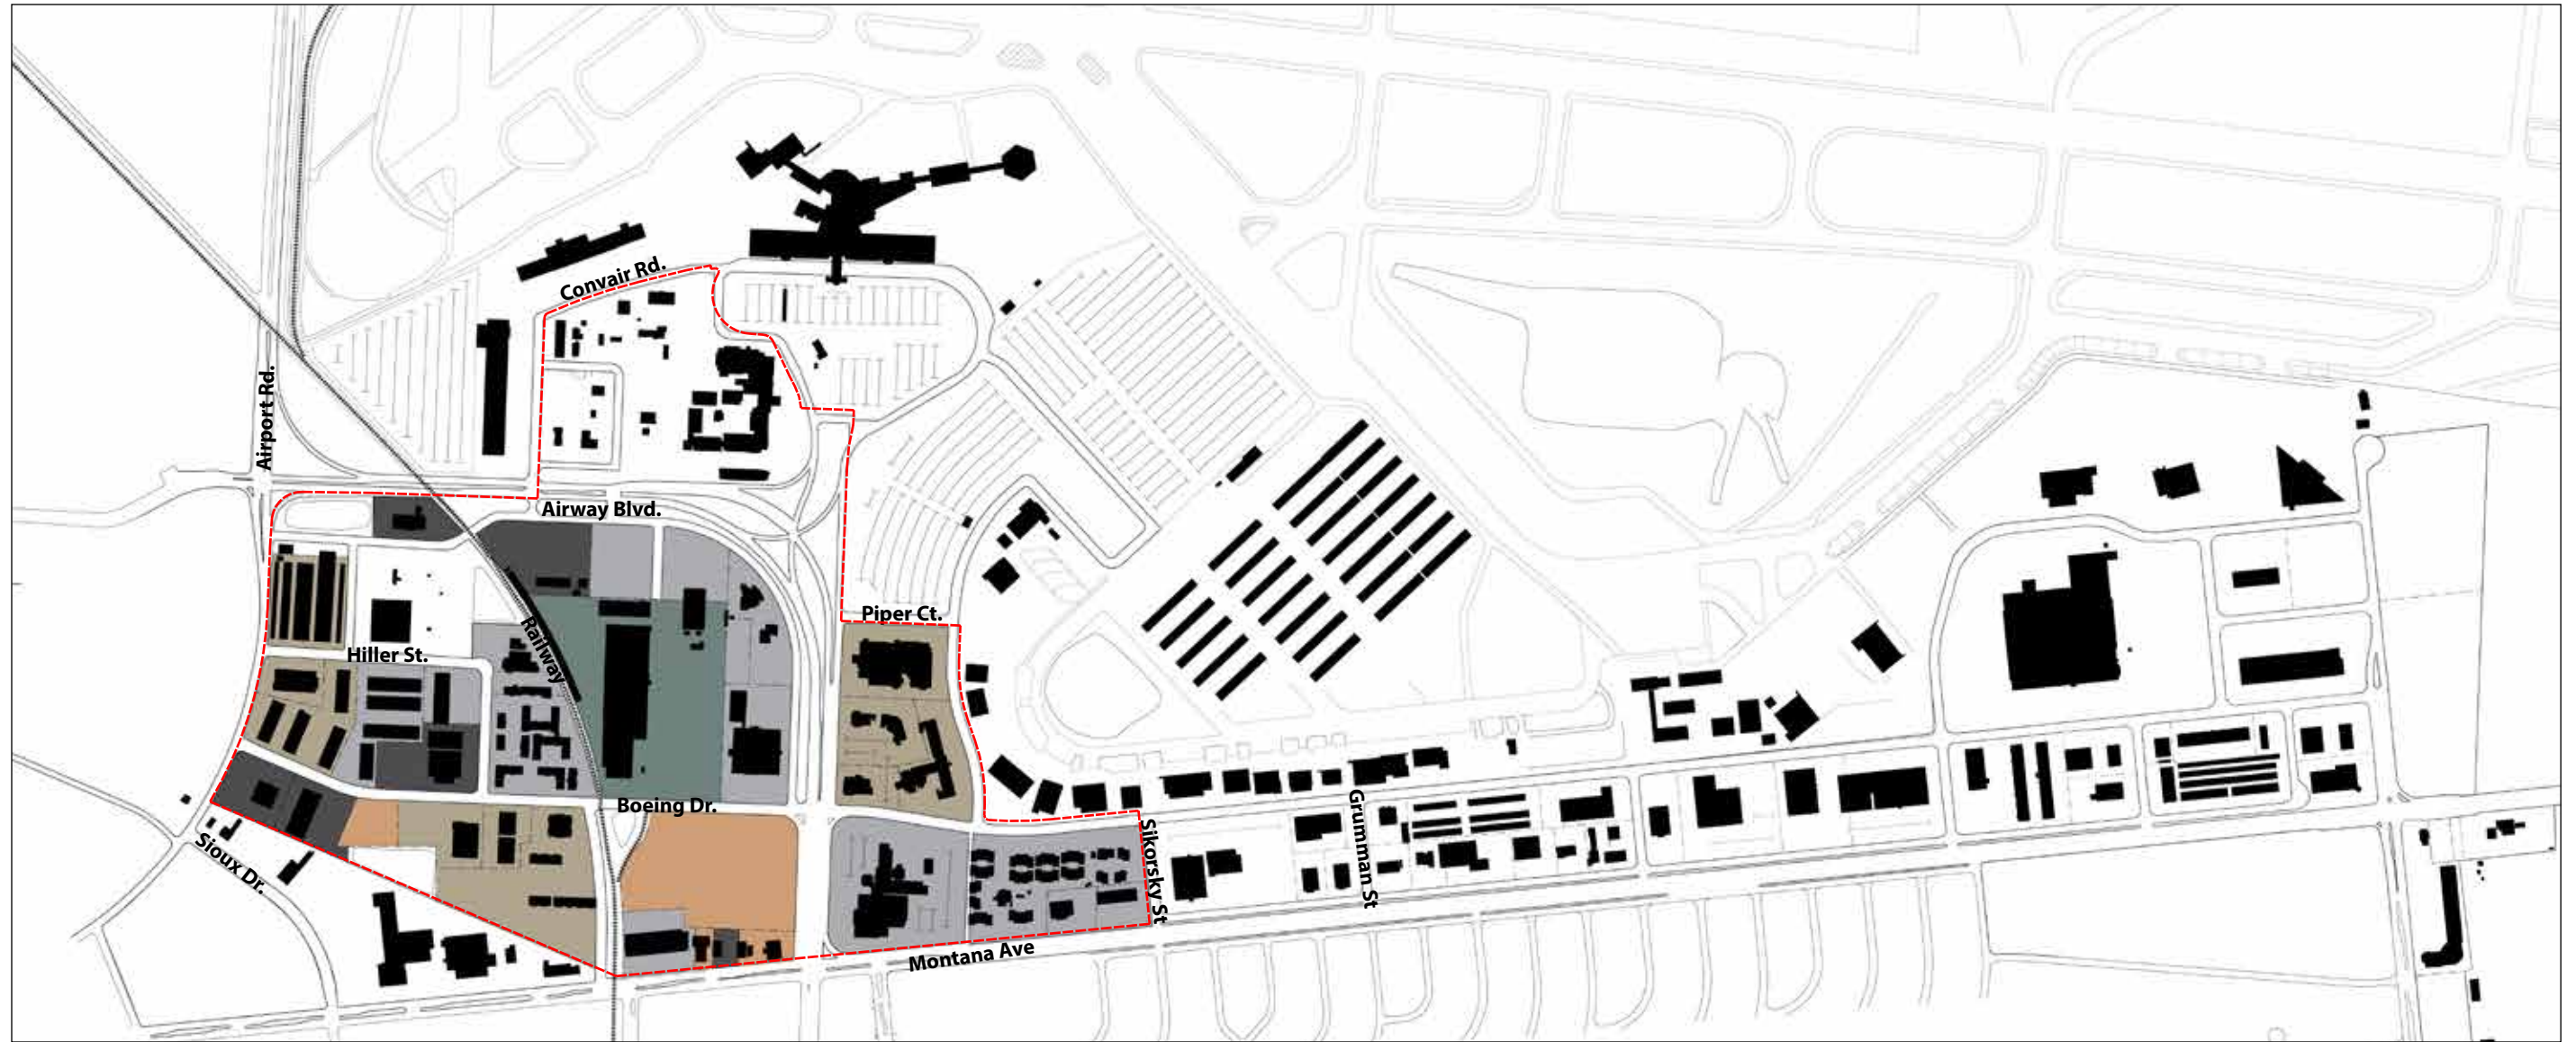 Convair Rd.
Airport Rd.
Airway Blvd.
Piper Ct.
Railway
Hiller St.
Boeing Dr.
Grumman St
Sikorsky St
Sioux Dr.
Montana Ave